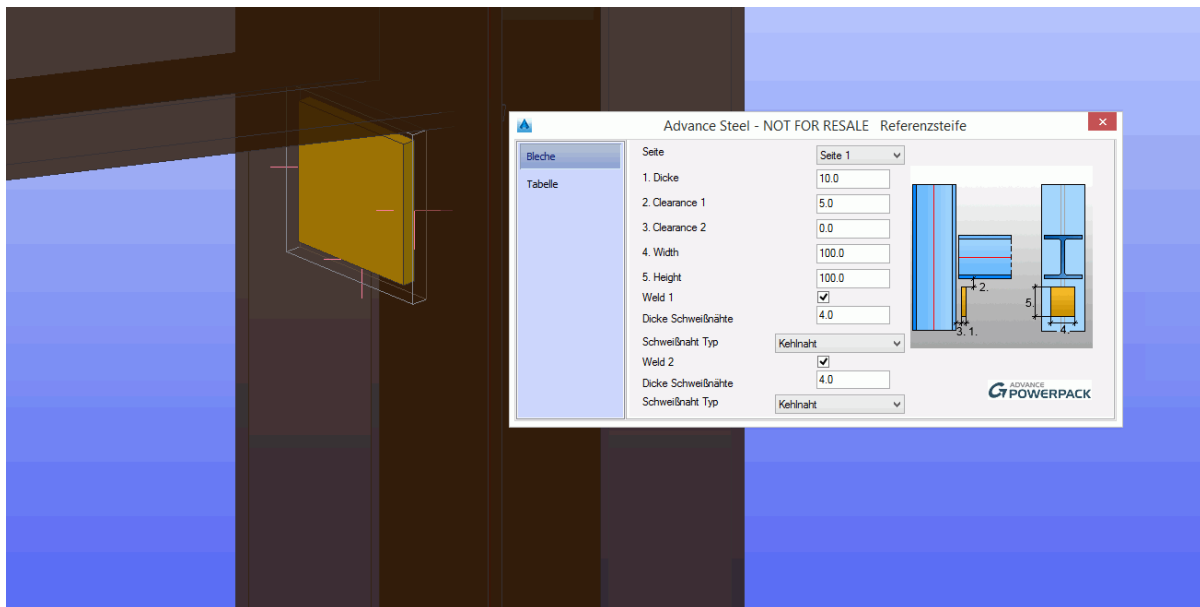 Advance Steel - NOT FOR RESALE Referenzsteife
Bleche
Tabelle
Seite Seite 1
1. Dicke 10.0
2. Clearance 1 5.0
3. Clearance 2 0.0
4. Width 100.0
5. Height 100.0
Weld 1
Dicke Schweißnähte 4.0
Schweißnaht Typ Kehlnaht
Weld 2
Dicke Schweißnähte 4.0
Schweißnaht Typ Kehlnaht
2.
5.
3. 1.
4.
ADVANCE
POWERPACK